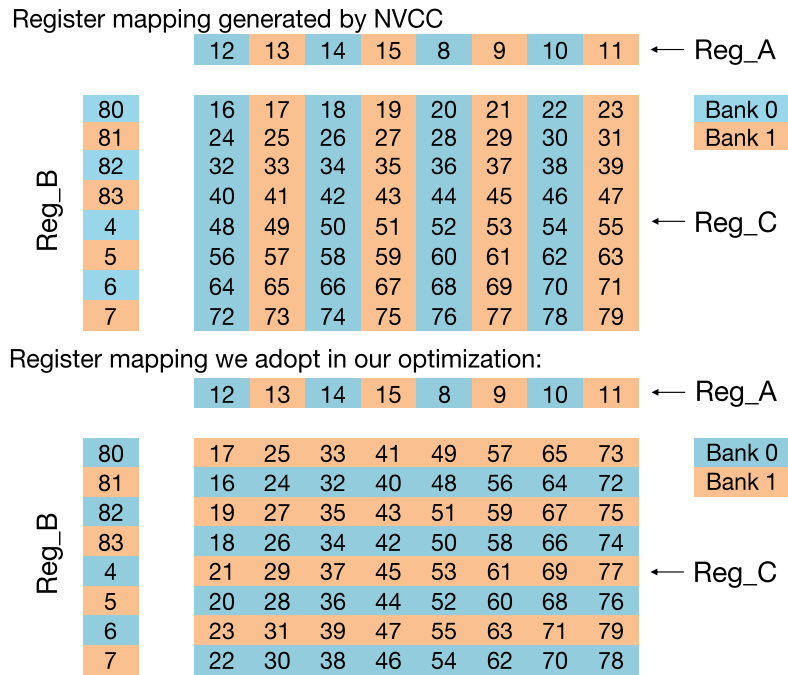 Register mapping generated by NVCC
12 13 14 15 8 9 10 11 Reg_A
80 16 17 18 19 20 21 22 23 Bank 0
81 24 25 26 27 28 29 30 31 Bank 1
82 32 33 34 35 36 37 38 39
83 40 41 42 43 44 45 46 47
Reg_B
4 48 49 50 51 52 53 54 55 Reg_C
5 56 57 58 59 60 61 62 63
6 64 65 66 67 68 69 70 71
7 72 73 74 75 76 77 78 79
Register mapping we adopt in our optimization:
12 13 14 15 8 9 10 11 Reg_A
80 17 25 33 41 49 57 65 73 Bank 0
81 16 24 32 40 48 56 64 72 Bank 1
82 19 27 35 43 51 59 67 75
83 18 26 34 42 50 58 66 74
Reg_B
4 21 29 37 45 53 61 69 77 Reg_C
5 20 28 36 44 52 60 68 76
6 23 31 39 47 55 63 71 79
7 22 30 38 46 54 62 70 78